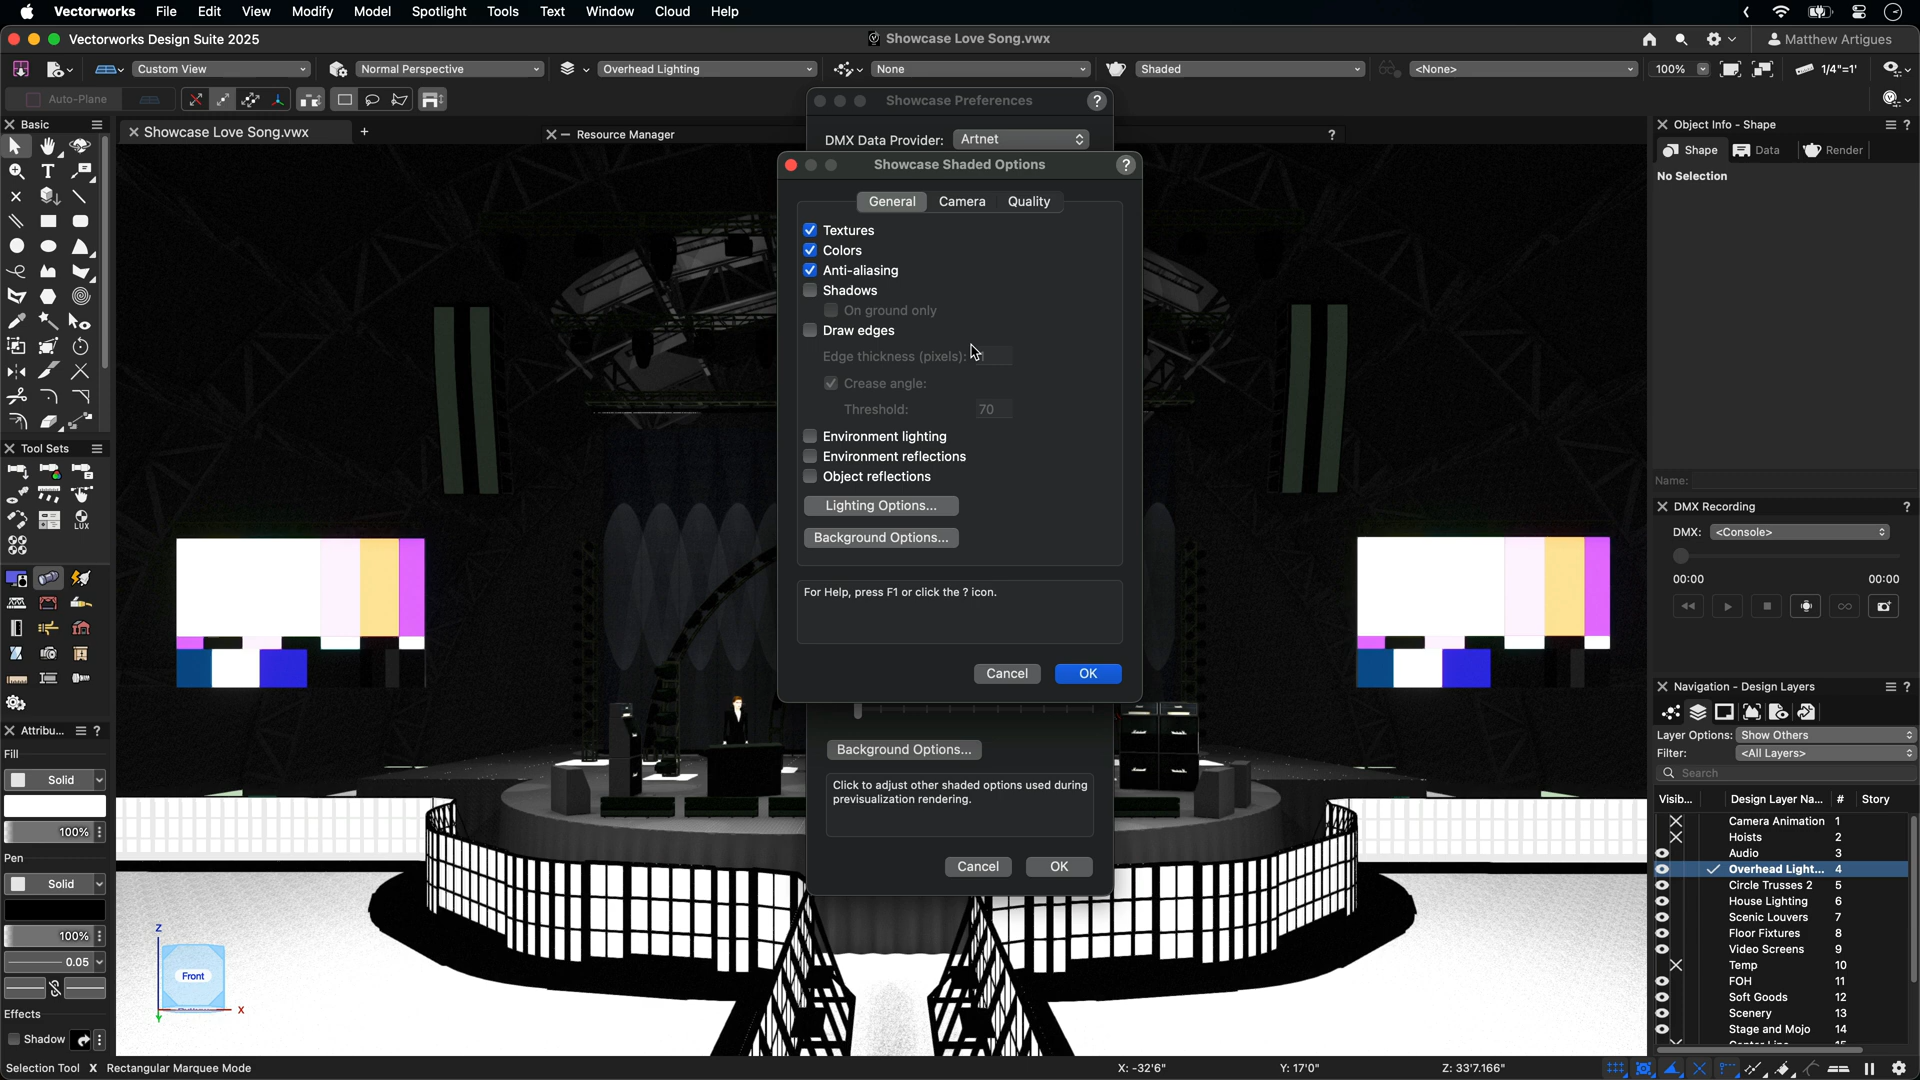 Vectorworks File Edit View Modify Model Spotlight Tools Text Window Cloud Help
Vectorworks Design Suite 2025
Showcase Love Song.vwx
Matthew Artigues
Custom View
Normal Perspective
Overhead Lighting
None
Shaded
<None>
100%
1/4"=1'
Auto-Plane
Basic
Showcase Love Song.vwx
Resource Manager
?
Showcase Preferences
?
DMX Data Provider: Artnet
Showcase Shaded Options
?
General Camera Quality
Textures
Colors
Anti-aliasing
Shadows
On ground only
Draw edges
Edge thickness (pixels): 1
Crease angle:
Threshold: 70
Environment lighting
Environment reflections
Object reflections
Lighting Options...
Background Options...
For Help, press F1 or click the ? icon.
Cancel OK
Background Options...
Click to adjust other shaded options used during
previsualization rendering.
Cancel OK
Tool Sets
LUX
Attribu... ?
Fill
Solid
100%
Pen
Solid
100%
0.05
Effects
Shadow
Z
Front
X
Y
Object Info - Shape ?
Shape Data Render
No Selection
Name:
DMX Recording ?
DMX: <Console>
00:00 00:00
Navigation - Design Layers ?
Layer Options: Show Others
Filter: <All Layers>
Search
Visib... Design Layer Na... # Story
Camera Animation 1
Hoists 2
Audio 3
Overhead Light... 4
Circle Trusses 2 5
House Lighting 6
Scenic Louvers 7
Floor Fixtures 8
Video Screens 9
Temp 10
FOH 11
Soft Goods 12
Scenery 13
Stage and Mojo 14
Center Line 15
Selection Tool X Rectangular Marquee Mode
X: -32'6" Y: 17'0" Z: 33'7.166"